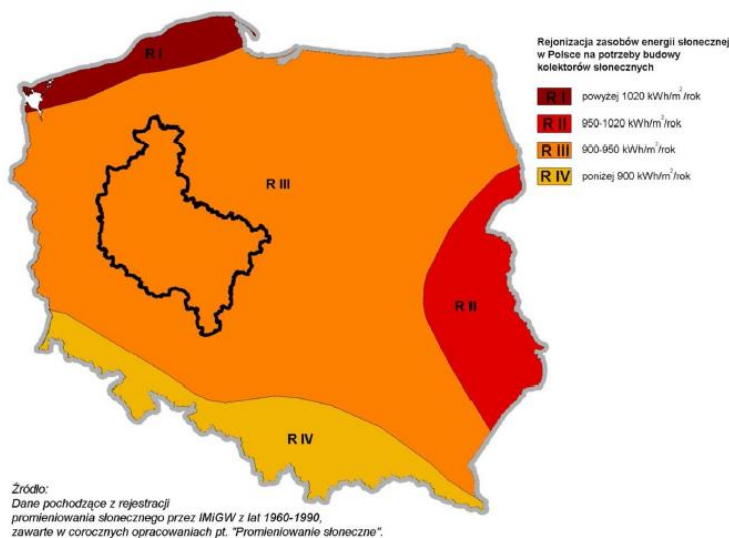 R I
Rejonizacja zasobów energii słonecznej
w Polsce na potrzeby budowy
kolektorów słonecznych
R I powyżej 1020 kWh/m²/rok
R II 950-1020 kWh/m²/rok
R III 900-950 kWh/m²/rok
R IV poniżej 900 kWh/m²/rok
R III
R II
R IV
Źródło:
Dane pochodzące z rejestracji
promieniowania słonecznego przez IMiGW z lat 1960-1990,
zawarte w corocznych opracowaniach pt. "Promieniowanie słoneczne".